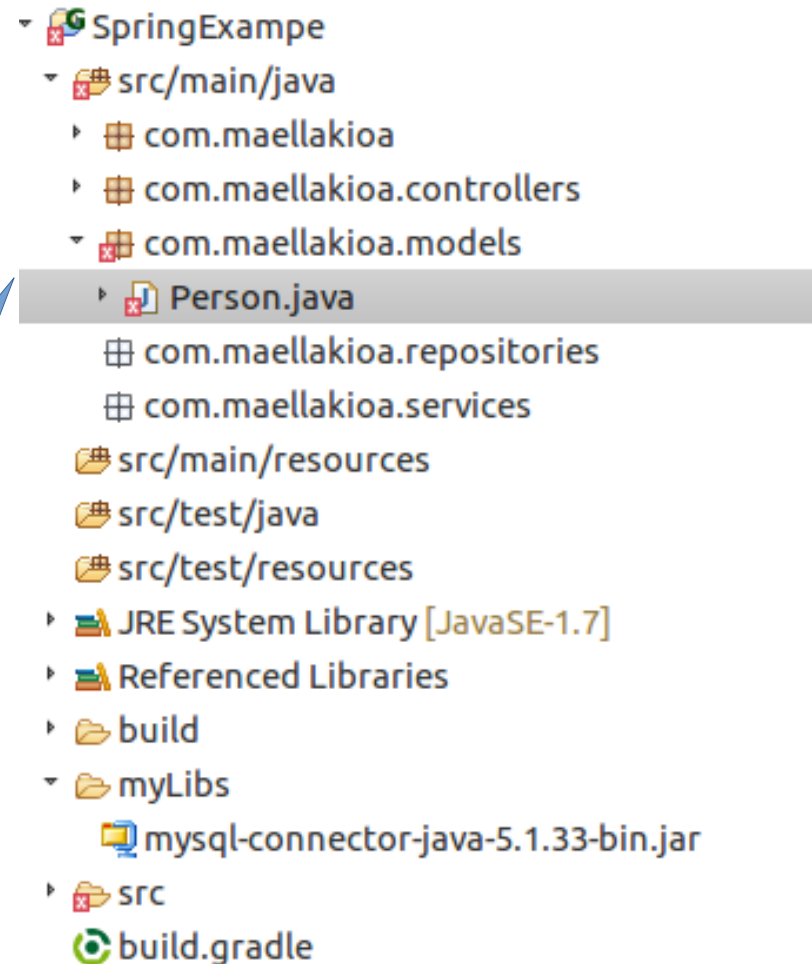 SpringExampe
src/main/java
com.maellakioa
com.maellakioa.controllers
com.maellakioa.models
Person.java
com.maellakioa.repositories
com.maellakioa.services
src/main/resources
src/test/java
src/test/resources
JRE System Library [JavaSE-1.7]
Referenced Libraries
build
myLibs
mysql-connector-java-5.1.33-bin.jar
src
build.gradle